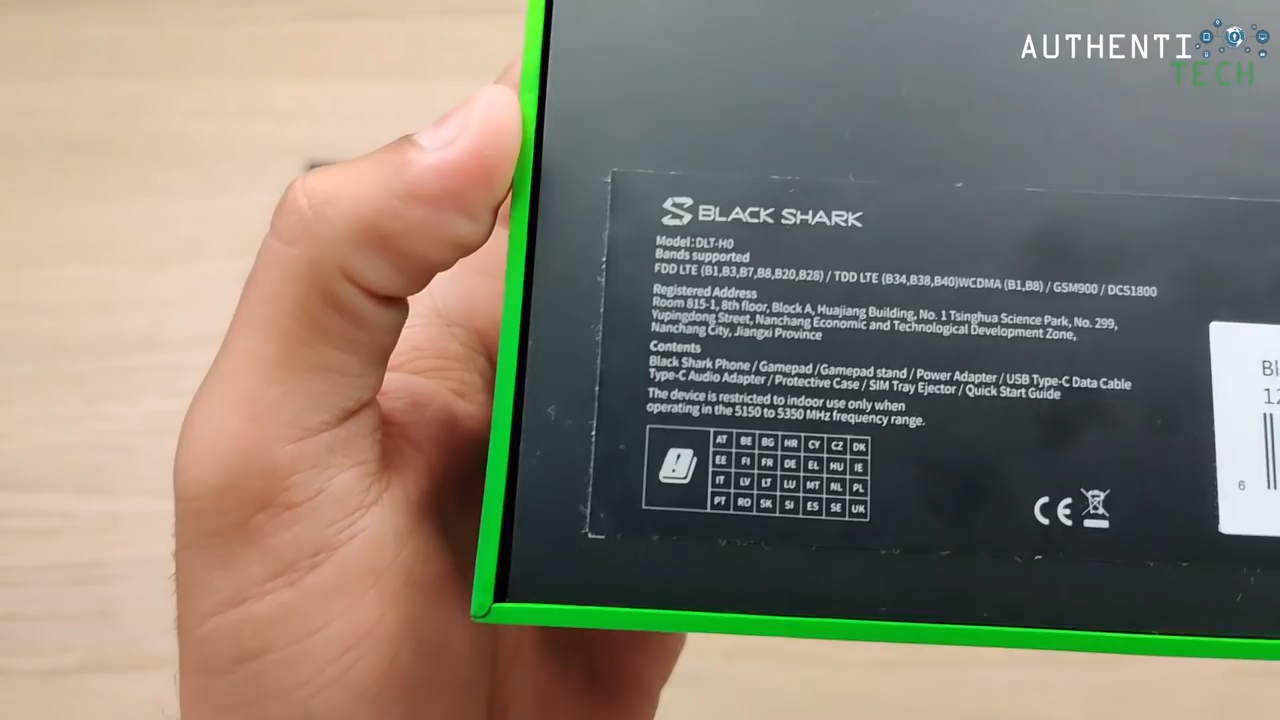 AUTHENTI
TECH
BLACK SHARK
Model: DLT-H0
Bands supported
FDD LTE (B1,B3,B7,B8,B20,B28) / TDD LTE (B34,B38,B40)WCDMA (B1,B8) / GSM900 / DCS1800
Registered Address
Room 815-1, 8th floor, Block A, Huajiang Building, No. 1 Tsinghua Science Park, No. 299,
Yupingdong Street, Nanchang Economic and Technological Development Zone,
Nanchang City, Jiangxi Province
Contents
Black Shark Phone / Gamepad /Gamepad stand / Power Adapter / USB Type-C Data Cable
Type-C Audio Adapter / Protective Case / SIM Tray Ejector / Quick Start Guide
The device is restricted to indoor use only when
operating in the 5150 to 5350 MHz frequency range.
AT BE BG HR CY CZ DK
EE FI FR DE EL HU IE
IT LV LT LU MT NL PL
PT RO SK SI ES SE UK
CE
Bl
12
6